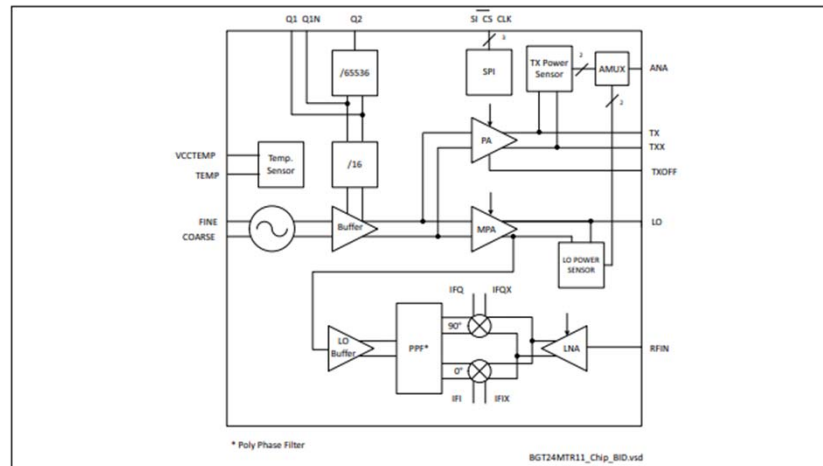 Q1 Q1N Q2 SI CS CLK
3
/65536
SPI
TX Power
Sensor
2
AMUX
ANA
2
PA
TX
TXX
VCCTEMP
TEMP
Temp.
Sensor
/16
TXOFF
FINE
COARSE
Buffer
MPA
LO
LO POWER
SENSOR
IFQ IFQX
90°
LO
Buffer
PPF*
LNA
RFIN
0°
IFI IFIX
* Poly Phase Filter
BGT24MTR11_Chip_BID.vsd